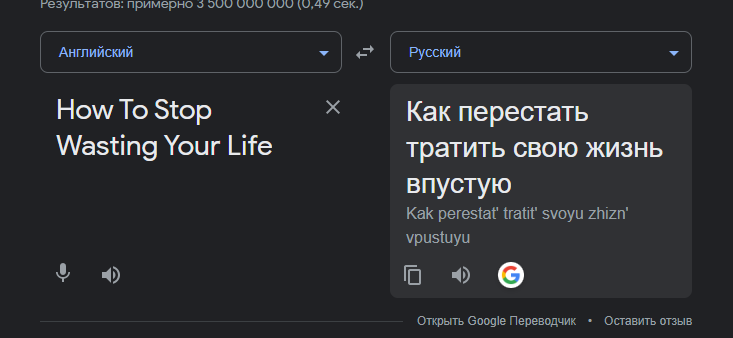 Результатов: примерно 3 500 000 000 (0,49 сек.)
Английский
Русский
How To Stop
Wasting Your Life
Как перестать
тратить свою жизнь
впустую
Kak perestat' tratit' svoyu zhizn'
vpustuyu
Открыть Google Переводчик • Оставить отзыв